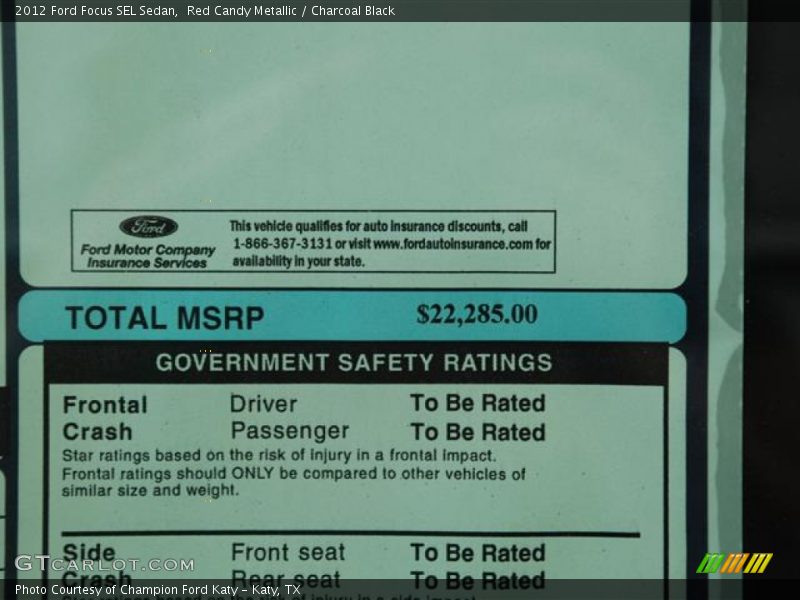 2012 Ford Focus SEL Sedan, Red Candy Metallic / Charcoal Black
Ford
Ford Motor Company
Insurance Services
This vehicle qualifies for auto insurance discounts, call
1-866-367-3131 or visit www.fordautoinsurance.com for
availability in your state.
TOTAL MSRP $22,285.00
GOVERNMENT SAFETY RATINGS
Frontal Driver To Be Rated
Crash Passenger To Be Rated
Star ratings based on the risk of injury in a frontal impact.
Frontal ratings should ONLY be compared to other vehicles of
similar size and weight.
Side Front seat To Be Rated
GTCARLOT.COM
Crash Rear seat To Be Rated
Photo Courtesy of Champion Ford Katy – Katy, TX